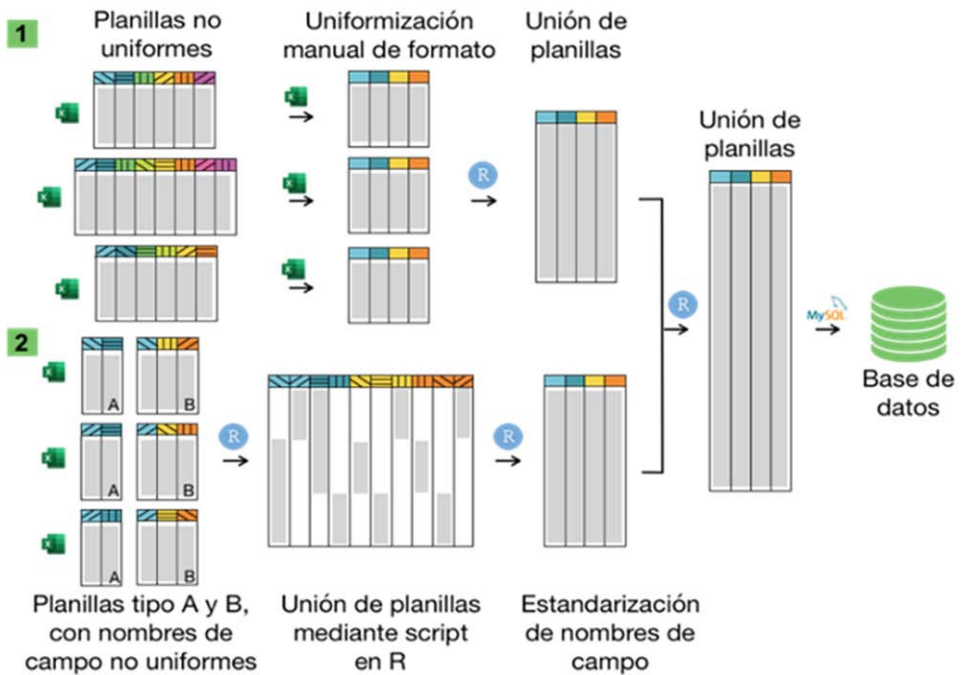 1
Planillas no
uniformes
Uniformización
manual de formato
Unión de
planillas
R
Unión de
planillas
R
MySQL
Base de
datos
2
A
B
A
B
A
B
R
R
Planillas tipo A y B,
con nombres de
campo no uniformes
Unión de planillas
mediante script
en R
Estandarización
de nombres de
campo